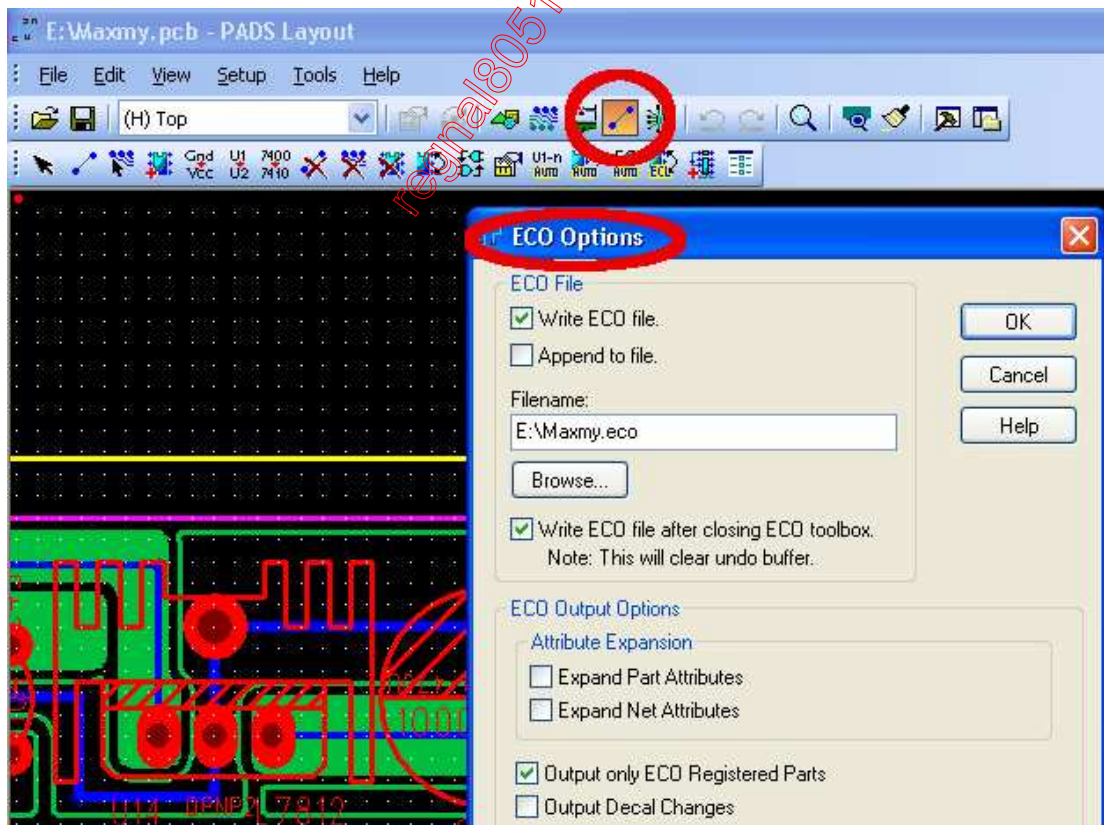 E:\Maxmy.pcb - PADS Layout
File Edit View Setup Tools Help
(H) Top
Gnd VCC U1 U2 7400 7410 U1-n AUTO AUTO AUTO ECL
ECO Options
ECO File
Write ECO file.
Append to file.
Filename:
E:\Maxmy.eco
Browse...
Write ECO file after closing ECO toolbox.
Note: This will clear undo buffer.
OK
Cancel
Help
ECO Output Options
Attribute Expansion
Expand Part Attributes
Expand Net Attributes
Output only ECO Registered Parts
Output Decal Changes
U14 7812